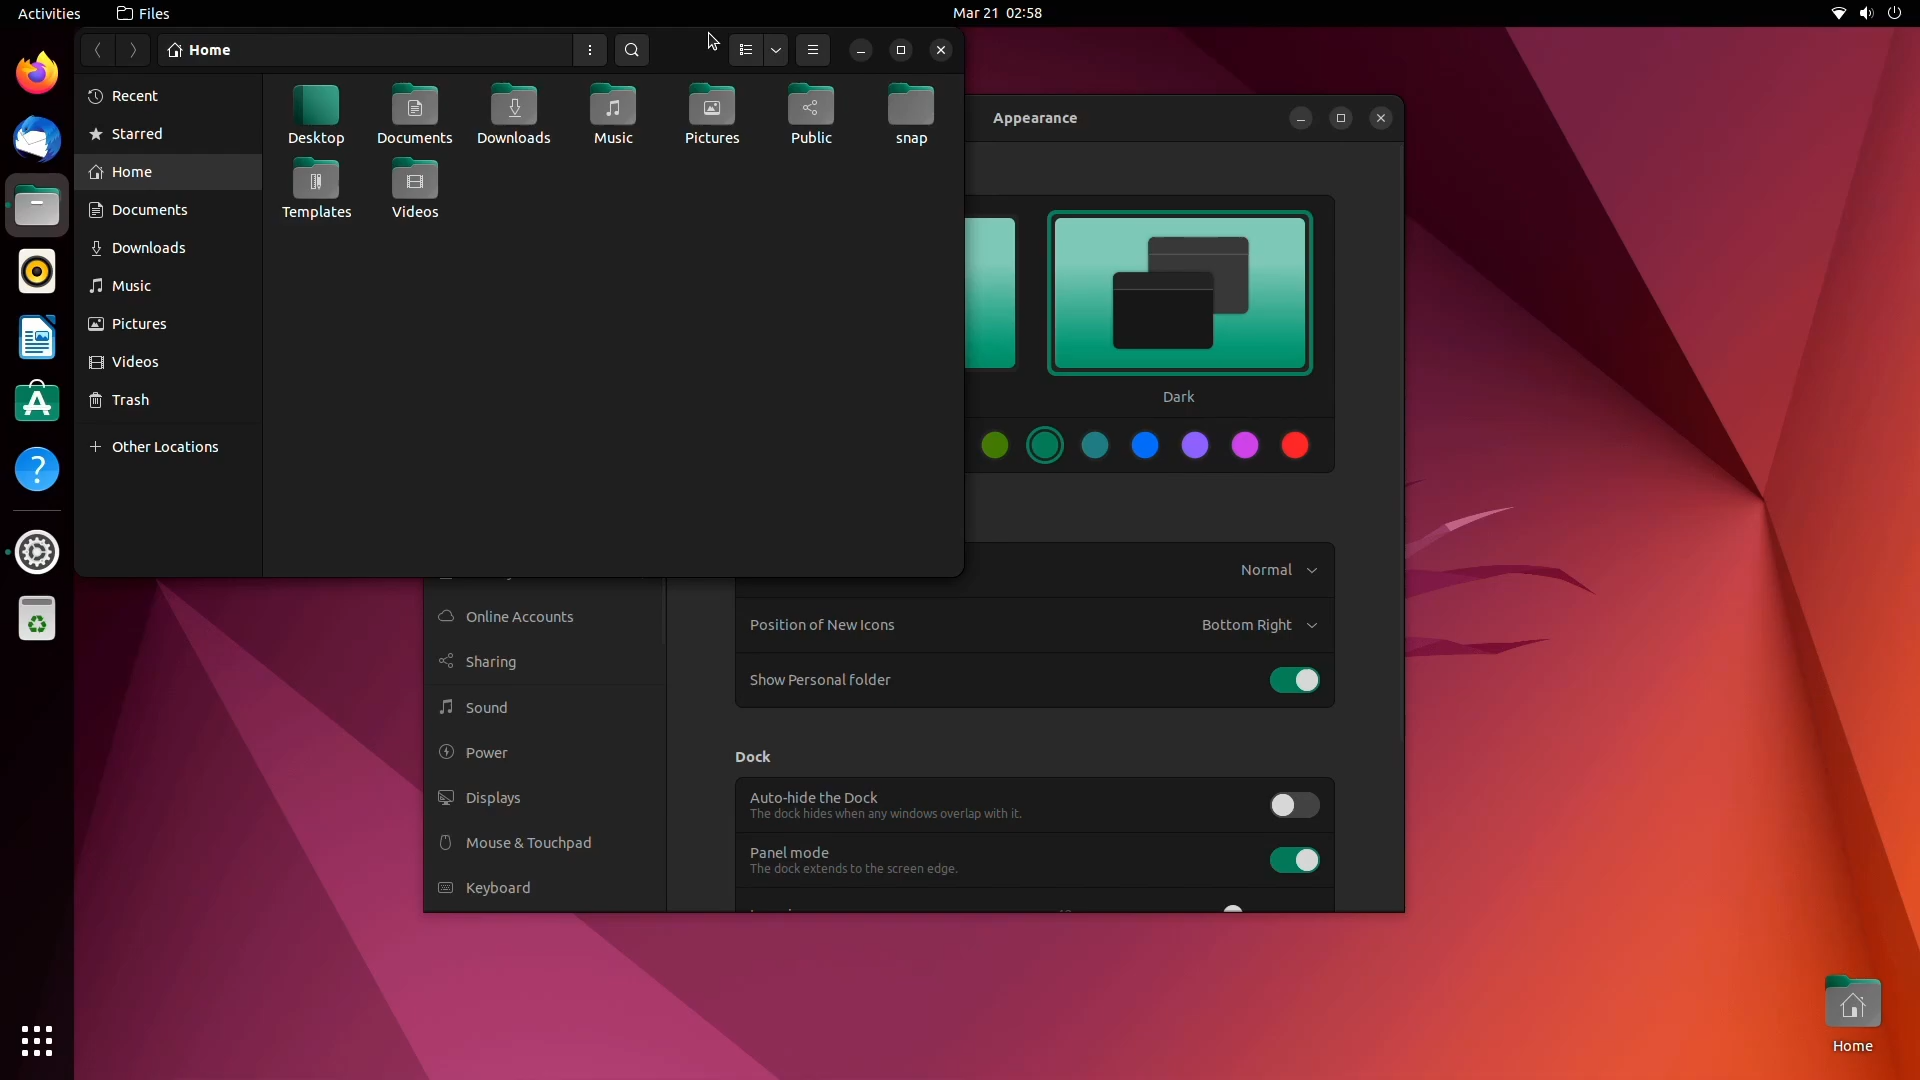 Activities
Files
Mar 21 02:58
Home
Recent
Starred
Home
Documents
Downloads
Music
Pictures
Videos
Trash
Other Locations
Desktop
Documents
Downloads
Music
Pictures
Public
snap
Templates
Videos
Appearance
Dark
Normal
Position of New Icons
Bottom Right
Show Personal folder
Dock
Auto-hide the Dock
The dock hides when any windows overlap with it.
Panel mode
The dock extends to the screen edge.
Online Accounts
Sharing
Sound
Power
Displays
Mouse & Touchpad
Keyboard
Home